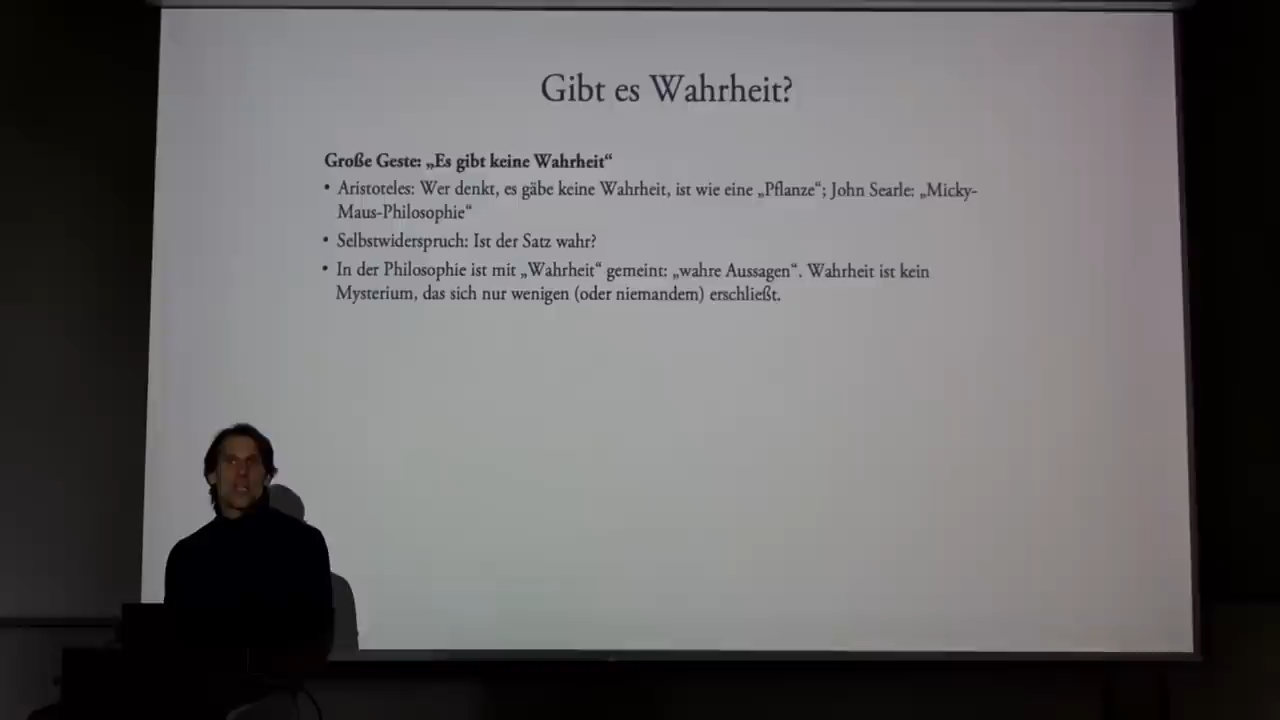 Gibt es Wahrheit?
Große Geste: „Es gibt keine Wahrheit“
• Aristoteles: Wer denkt, es gäbe keine Wahrheit, ist wie eine „Pflanze“; John Searle: „Micky-
Maus-Philosophie“
• Selbstwiderspruch: Ist der Satz wahr?
• In der Philosophie ist mit „Wahrheit“ gemeint: „wahre Aussagen“. Wahrheit ist kein
Mysterium, das sich nur wenigen (oder niemandem) erschließt.